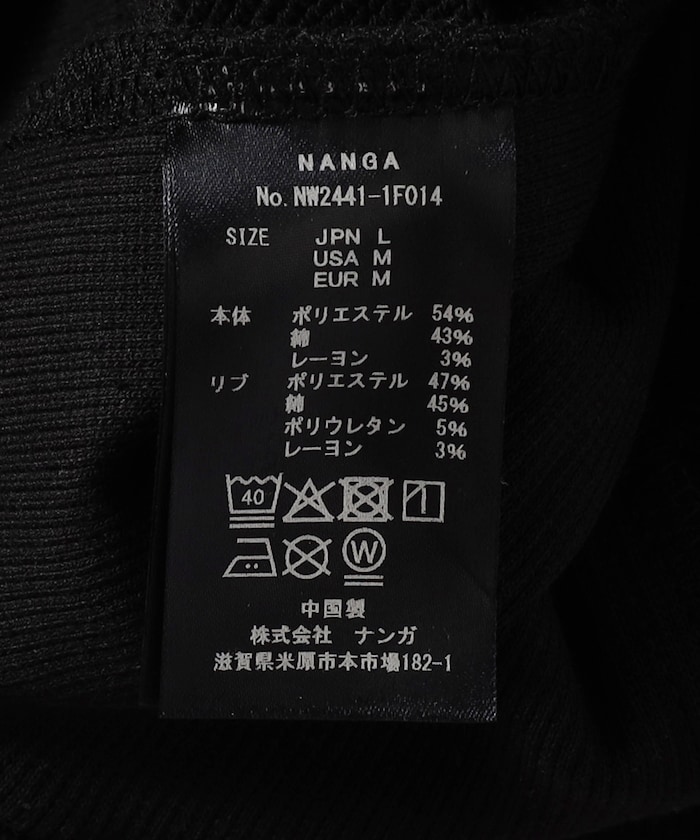 NANGA
No. NW2441-1F014
SIZE JPN L
USA M
EUR M
本体 ポリエステル 54%
綿 43%
レーヨン 3%
リブ ポリエステル 47%
綿 45%
ポリウレタン 5%
レーヨン 3%
40
W
中国製
株式会社 ナンガ
滋賀県米原市本市場182-1